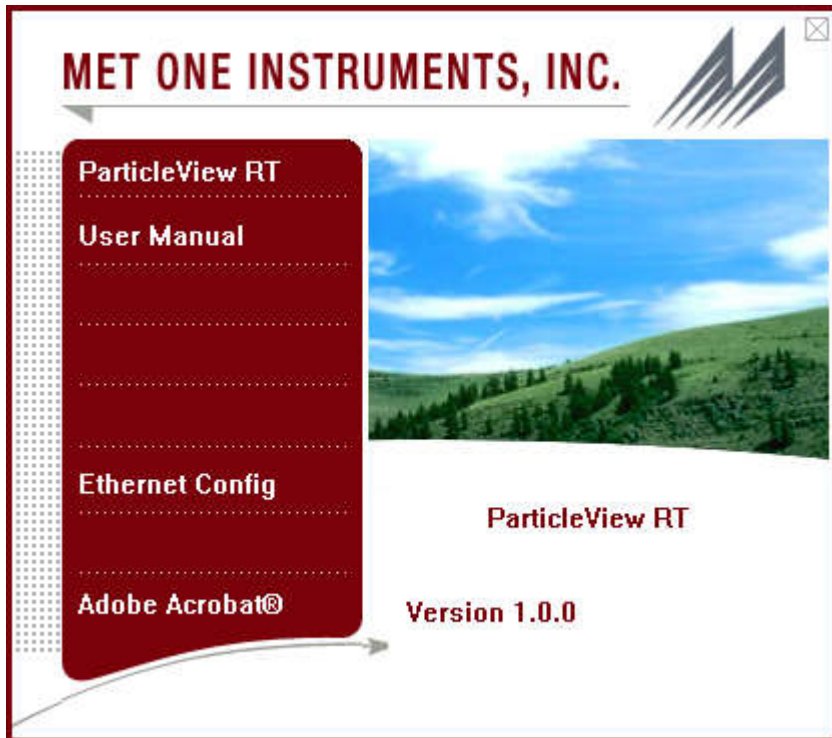 MET ONE INSTRUMENTS, INC.
ParticleView RT
User Manual
Ethernet Config
Adobe Acrobat®
ParticleView RT
Version 1.0.0